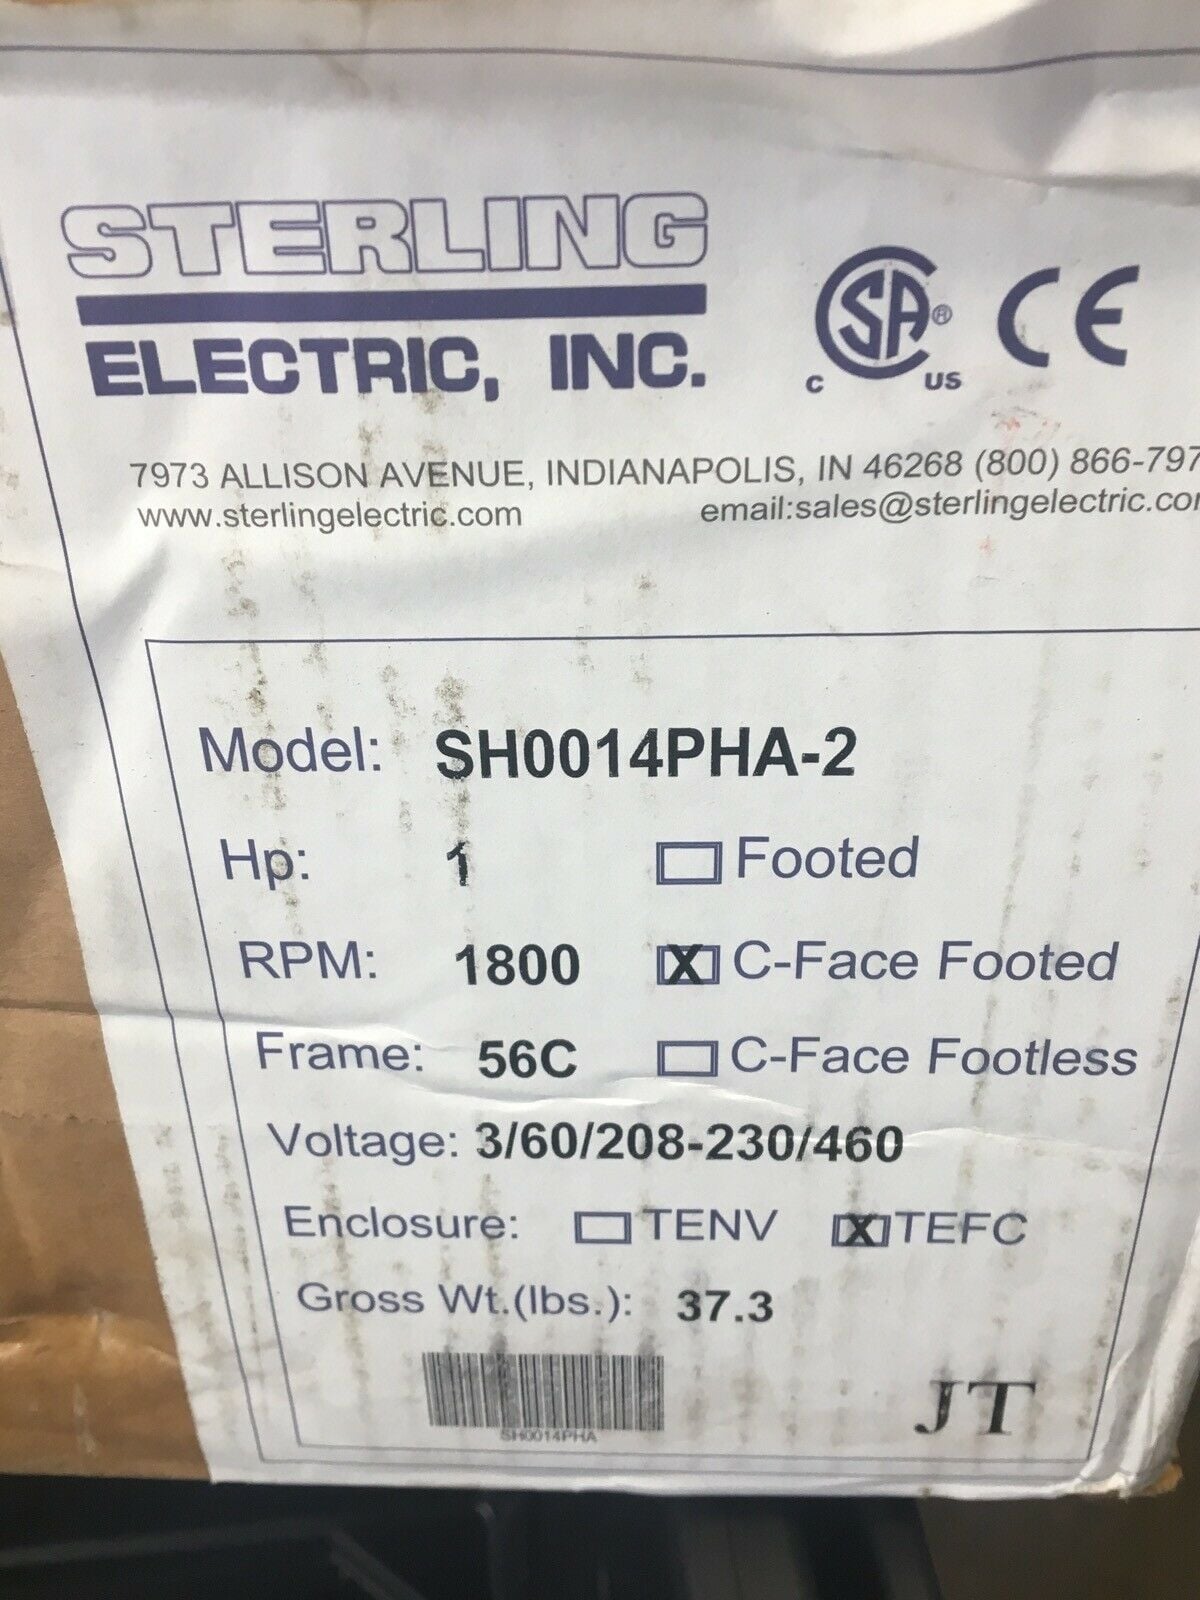 STERLING
ELECTRIC, INC.
CSA® CE
C US
7973 ALLISON AVENUE, INDIANAPOLIS, IN 46268 (800) 866-797
www.sterlingelectric.com email:sales@sterlingelectric.co
Model: SH0014PHA-2
Hp: 1 Footed
RPM: 1800 X C-Face Footed
Frame: 56C C-Face Footless
Voltage: 3/60/208-230/460
Enclosure: TENV X TEFC
Gross Wt.(lbs.): 37.3
SH0014PHA
JT